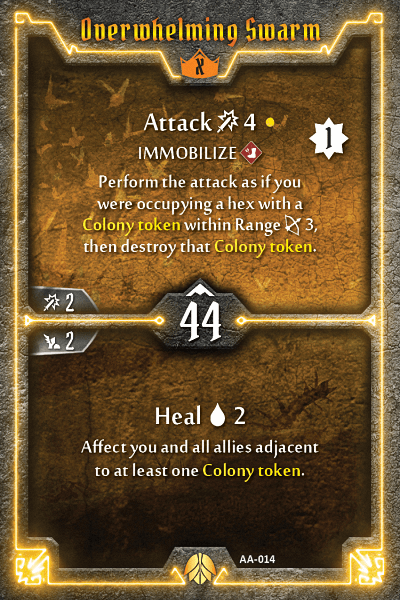 Overwhelming Swarm
X
Attack 4
1
IMMOBILIZE
Perform the attack as if you
were occupying a hex with a
Colony token within Range 3,
then destroy that Colony token.
2
44
2
Heal 2
Affect you and all allies adjacent
to at least one Colony token.
AA-014